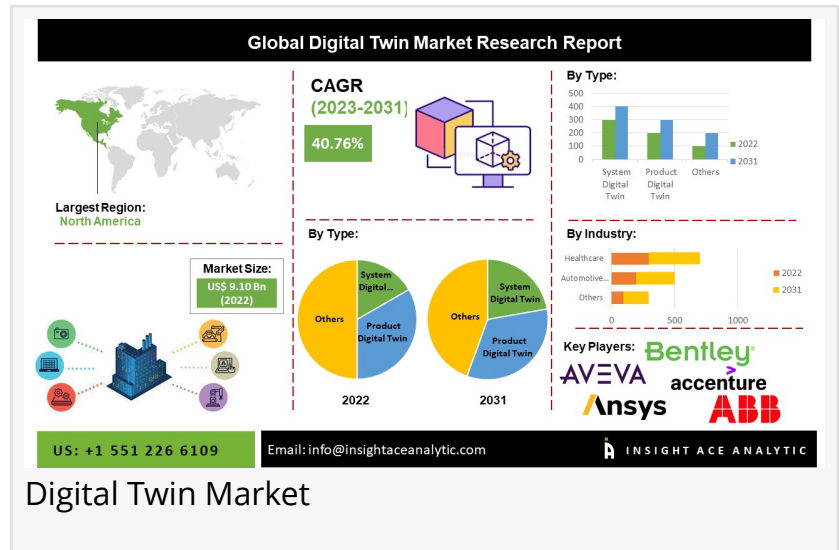 Global Digital Twin Market Research Report
Largest Region:
North America
CAGR
(2023-2031)
40.76%
By Type:
500
400
300
200
100
0
System
Digital
Twin
Product
Digital
Twin
Others
2022
2031
Market Size:
US$ 9.10 Bn
(2022)
By Type:
System
Digital...
Product
Digital Twin
Others
2022
System
Digital Twin
Product
Digital Twin
Others
2031
By Industry:
Healthcare
Automotive...
Others
0
500
1000
2022
2031
Key Players:
Bentley
AVEVA
accenture
Ansys
ABB
US: +1 551 226 6109
Email: info@insightaceanalytic.com
INSIGHT ACE ANALYTIC
Digital Twin Market